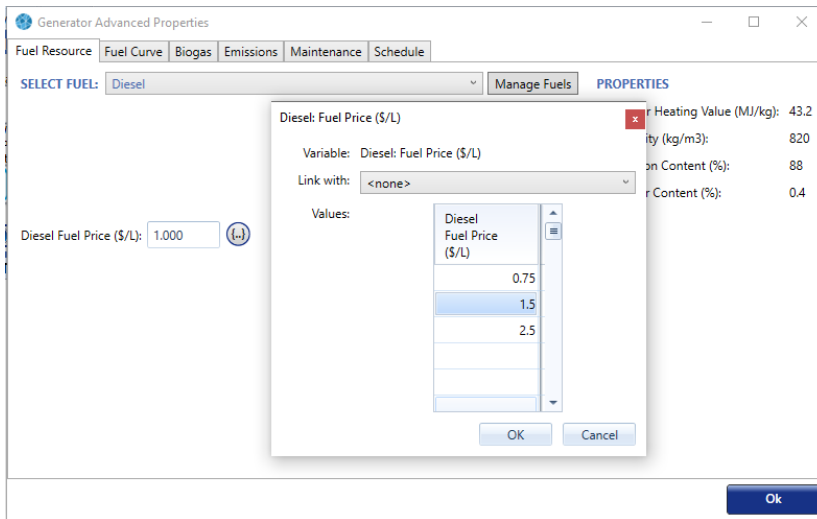 Generator Advanced Properties
Fuel Resource Fuel Curve Biogas Emissions Maintenance Schedule
SELECT FUEL: Diesel Manage Fuels PROPERTIES
Diesel: Fuel Price ($/L) x
r Heating Value (MJ/kg): 43.2
Variable: Diesel: Fuel Price ($/L)
ity (kg/m3): 820
Link with: <none>
on Content (%): 88
r Content (%): 0.4
Values:
Diesel
Fuel Price
($/L)
Diesel Fuel Price ($/L): 1.000 {..}
0.75
1.5
2.5
OK Cancel
Ok